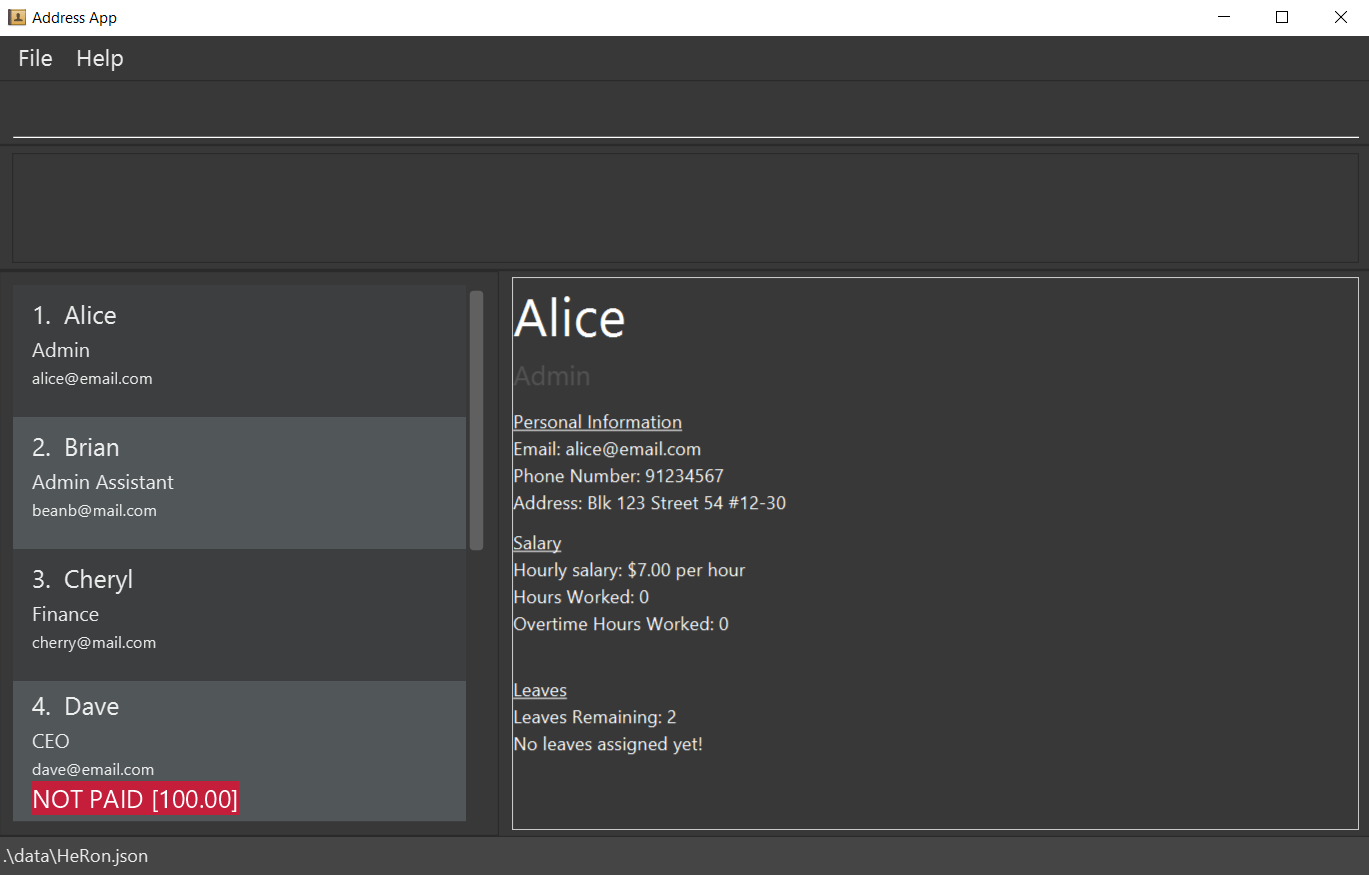 Address App
File Help
1. Alice
Admin
alice@email.com
2. Brian
Admin Assistant
beanb@mail.com
3. Cheryl
Finance
cherry@mail.com
4. Dave
CEO
dave@email.com
NOT PAID [100.00]
Alice
Admin
Personal Information
Email: alice@email.com
Phone Number: 91234567
Address: Blk 123 Street 54 #12-30
Salary
Hourly salary: $7.00 per hour
Hours Worked: 0
Overtime Hours Worked: 0
Leaves
Leaves Remaining: 2
No leaves assigned yet!
.\data\HeRon.json